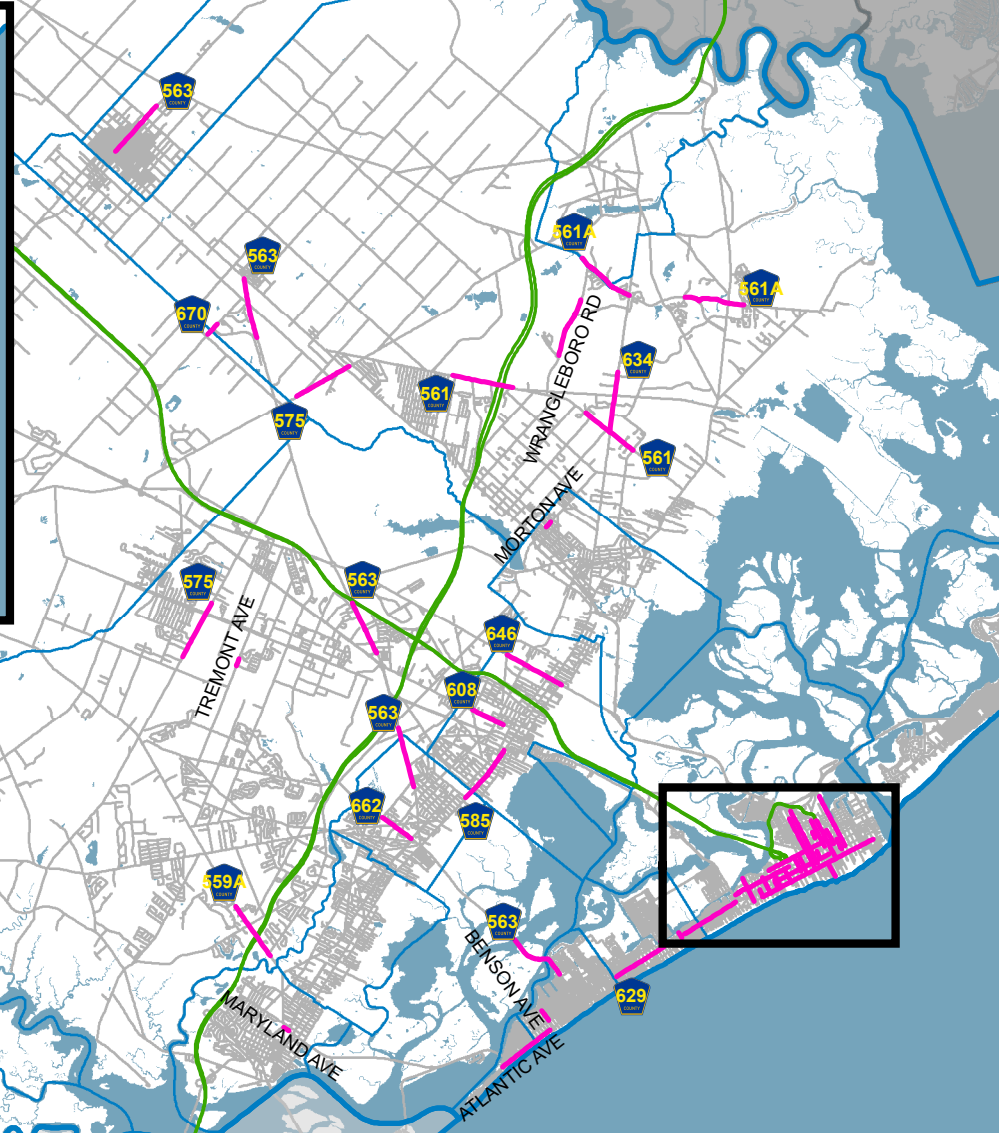 563
COUNTY
561A
COUNTY
563
COUNTY
561A
COUNTY
670
COUNTY
WRANGLEBORO RD
634
COUNTY
561
COUNTY
575
COUNTY
561
COUNTY
MORTON AVE
575
COUNTY
563
COUNTY
TREMONT AVE
646
COUNTY
608
COUNTY
563
COUNTY
662
COUNTY
585
COUNTY
559A
COUNTY
563
COUNTY
BENSON AVE
629
COUNTY
MARYLAND AVE
ATLANTIC AVE